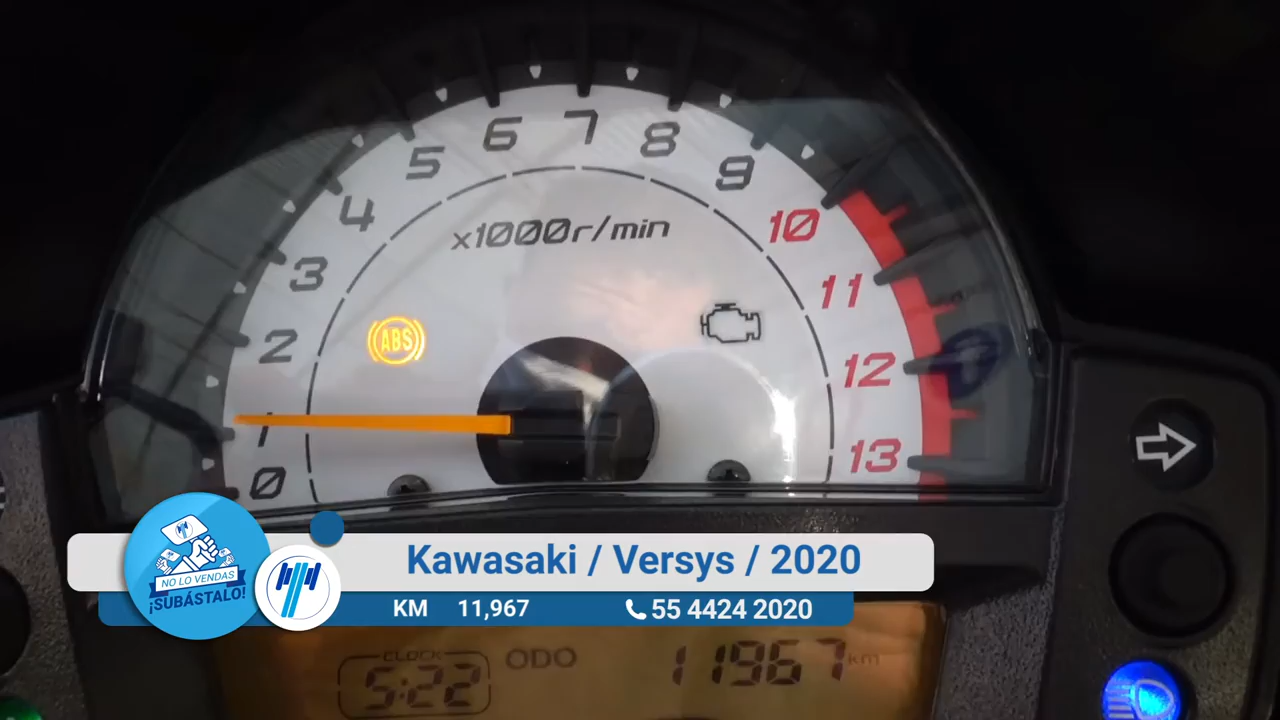 7
6 8
5 9
4 10
x1000r/min
3 11
ABS
2 12
1
13
0
Kawasaki / Versys / 2020
NO LO VENDAS
¡SUBÁSTALO!
KM 11,967 55 4424 2020
CLOCK ODO
5:22 11967 km